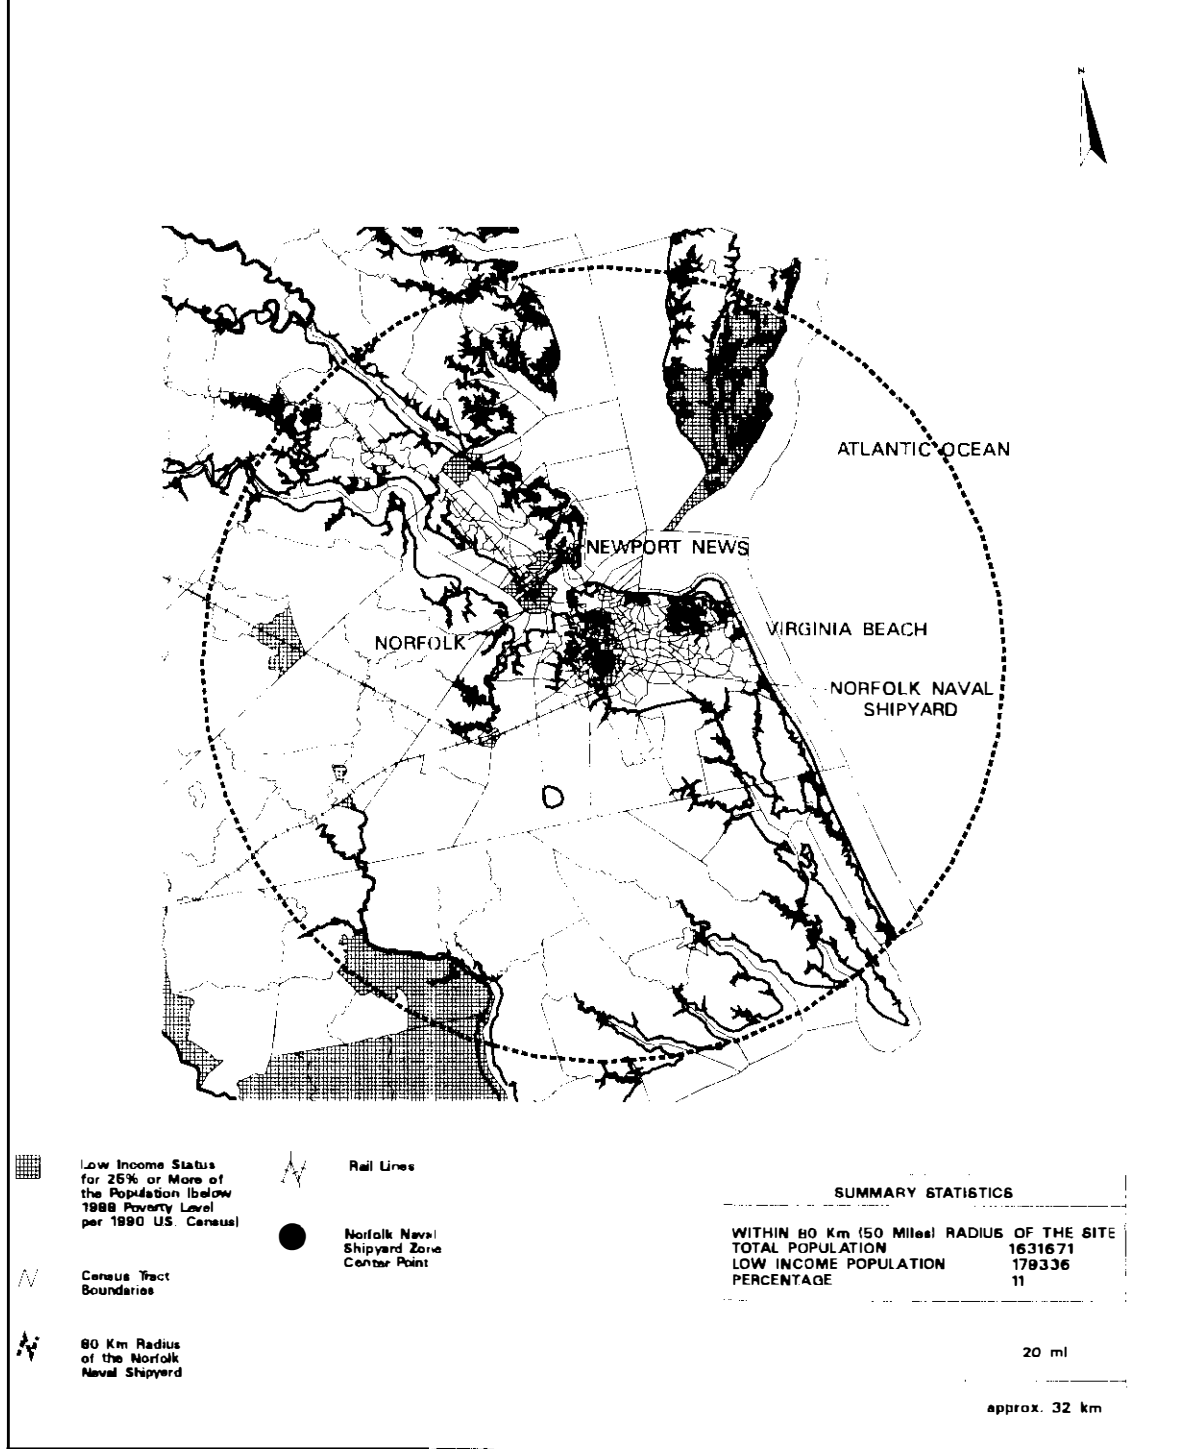 N
ATLANTIC OCEAN
NEWPORT NEWS
NORFOLK
VIRGINIA BEACH
NORFOLK NAVAL
SHIPYARD
Low Income Status
for 25% or More of
the Population (below
1989 Poverty Level
per 1990 U.S. Census)
Rail Lines
Norfolk Naval
Shipyard Zone
Center Point
Census Tract
Boundaries
80 Km Radius
of the Norfolk
Naval Shipyard
SUMMARY STATISTICS
WITHIN 80 Km (50 Miles) RADIUS OF THE SITE
TOTAL POPULATION 1631671
LOW INCOME POPULATION 179336
PERCENTAGE 11
20 mi
approx. 32 km